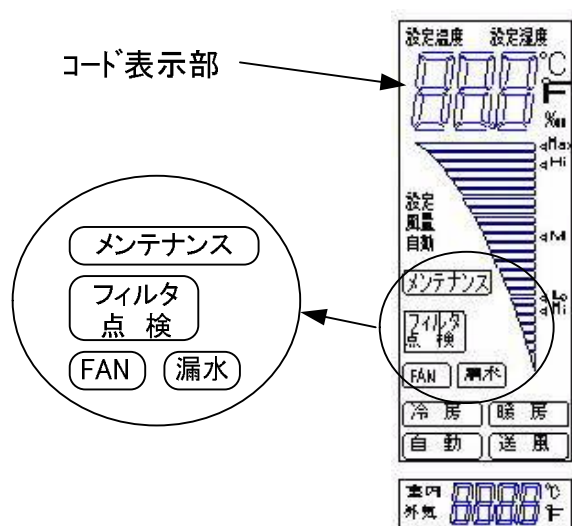 設定温度 設定湿度
コード表示部
888
℃
℉
%RH
◁Max
◁Hi
設定
風量
自動
◁M
メンテナンス
フィルタ
点 検
FAN 漏水
メンテナンス
フィルタ
点 検
◁Lo
FAN 漏水
冷 房 暖 房
自 動 送 風
室内
外気
8888
℃
℉